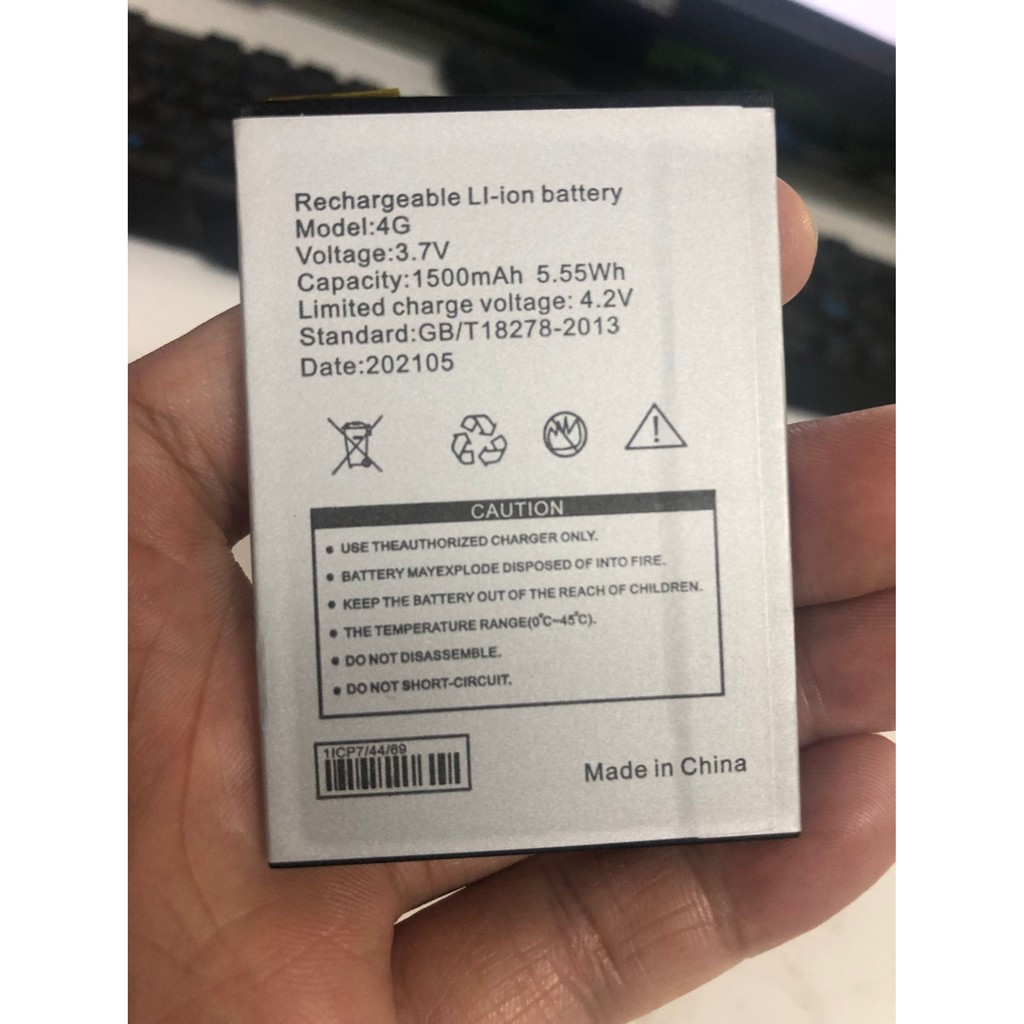 Rechargeable LI-ion battery
Model:4G
Voltage:3.7V
Capacity:1500mAh 5.55Wh
Limited charge voltage: 4.2V
Standard:GB/T18278-2013
Date:202105
CAUTION
• USE THEAUTHORIZED CHARGER ONLY.
• BATTERY MAYEXPLODE DISPOSED OF INTO FIRE.
• KEEP THE BATTERY OUT OF THE REACH OF CHILDREN.
• THE TEMPERATURE RANGE(0°C~45°C).
• DO NOT DISASSEMBLE.
• DO NOT SHORT-CIRCUIT.
1ICP7/44/69
Made in China